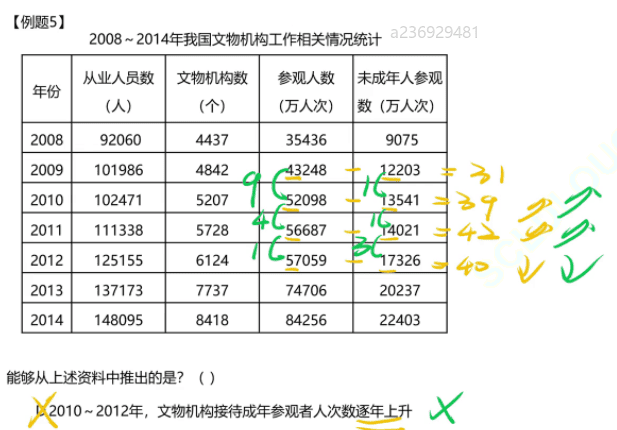 【例题5】
2008～2014年我国文物机构工作相关情况统计 a236929481
年份 从业人员数（人） 文物机构数（个） 参观人数（万人次） 未成年人参观数（万人次）
2008 92060 4437 35436 9075
2009 101986 4842 43248 - 12203 = 31
2010 102471 5207 52098 - 13541 = 39
2011 111338 5728 56687 - 14021 = 42
2012 125155 6124 57059 - 17326 = 40
2013 137173 7737 74706 20237
2014 148095 8418 84256 22403
9 1
4 1
1 3
能够从上述资料中推出的是？（ ）
2010～2012年，文物机构接待成年参观者人次数逐年上升